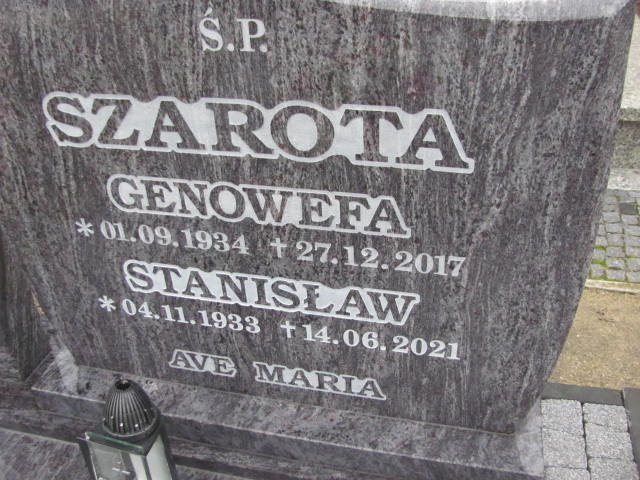 Ś.P.
SZAROTA
GENOWEFA
* 01.09.1934 † 27.12.2017
STANISŁAW
* 04.11.1933 † 14.06.2021
AVE MARIA